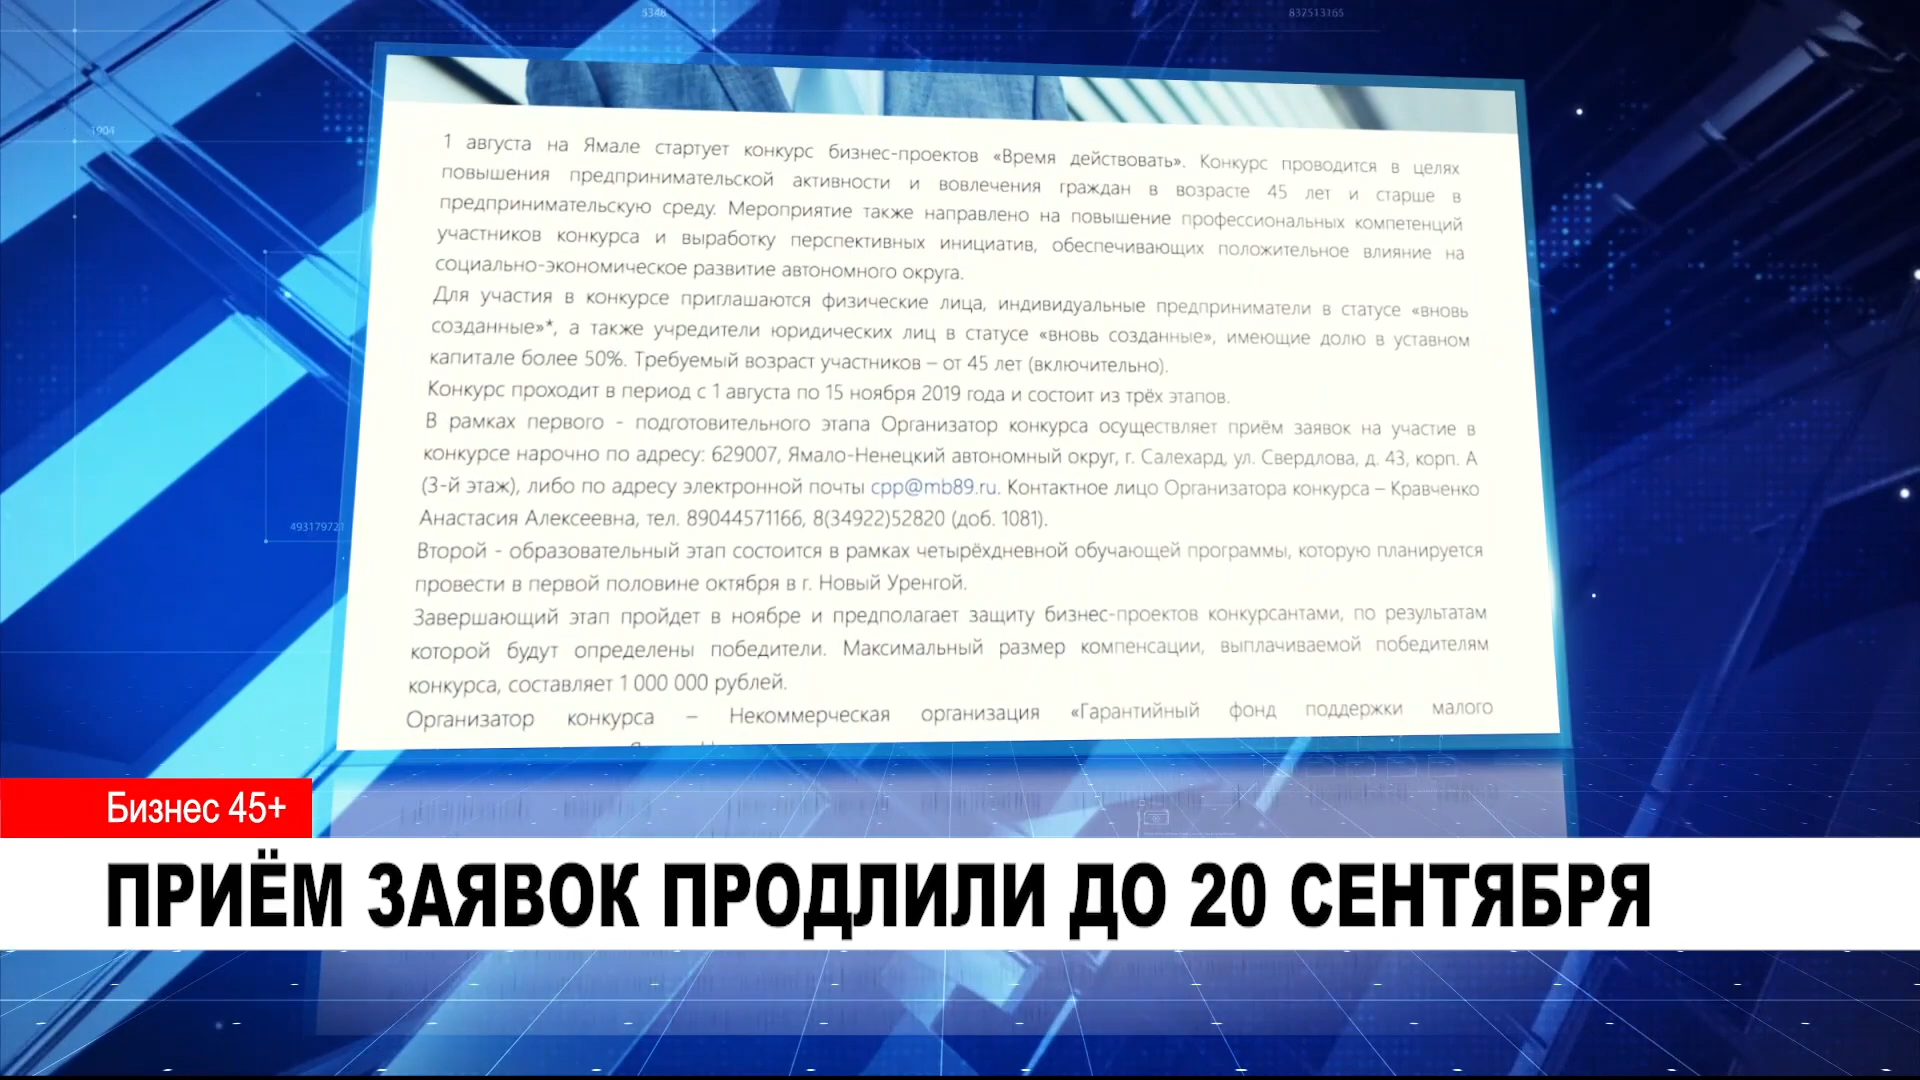 5348
832513165
1904
1 августа на Ямале стартует конкурс бизнес-проектов «Время действовать». Конкурс проводится в целях
повышения предпринимательской активности и вовлечения граждан в возрасте 45 лет и старше в
предпринимательскую среду. Мероприятие также направлено на повышение профессиональных компетенций
участников конкурса и выработку перспективных инициатив, обеспечивающих положительное влияние на
социально-экономическое развитие автономного округа.
Для участия в конкурсе приглашаются физические лица, индивидуальные предприниматели в статусе «вновь
созданные»*, а также учредители юридических лиц в статусе «вновь созданные», имеющие долю в уставном
капитале более 50%. Требуемый возраст участников – от 45 лет (включительно).
Конкурс проходит в период с 1 августа по 15 ноября 2019 года и состоит из трёх этапов.
В рамках первого - подготовительного этапа Организатор конкурса осуществляет приём заявок на участие в
конкурсе нарочно по адресу: 629007, Ямало-Ненецкий автономный округ, г. Салехард, ул. Свердлова, д. 43, корп. А
(3-й этаж), либо по адресу электронной почты cpp@mb89.ru. Контактное лицо Организатора конкурса – Кравченко
Анастасия Алексеевна, тел. 89044571166, 8(34922)52820 (доб. 1081).
493179721
Второй - образовательный этап состоится в рамках четырёхдневной обучающей программы, которую планируется
провести в первой половине октября в г. Новый Уренгой.
Завершающий этап пройдет в ноябре и предполагает защиту бизнес-проектов конкурсантами, по результатам
которой будут определены победители. Максимальный размер компенсации, выплачиваемой победителям
конкурса, составляет 1 000 000 рублей.
Организатор конкурса – Некоммерческая организация «Гарантийный фонд поддержки малого
Бизнес 45+
ПРИЁМ ЗАЯВОК ПРОДЛИЛИ ДО 20 СЕНТЯБРЯ